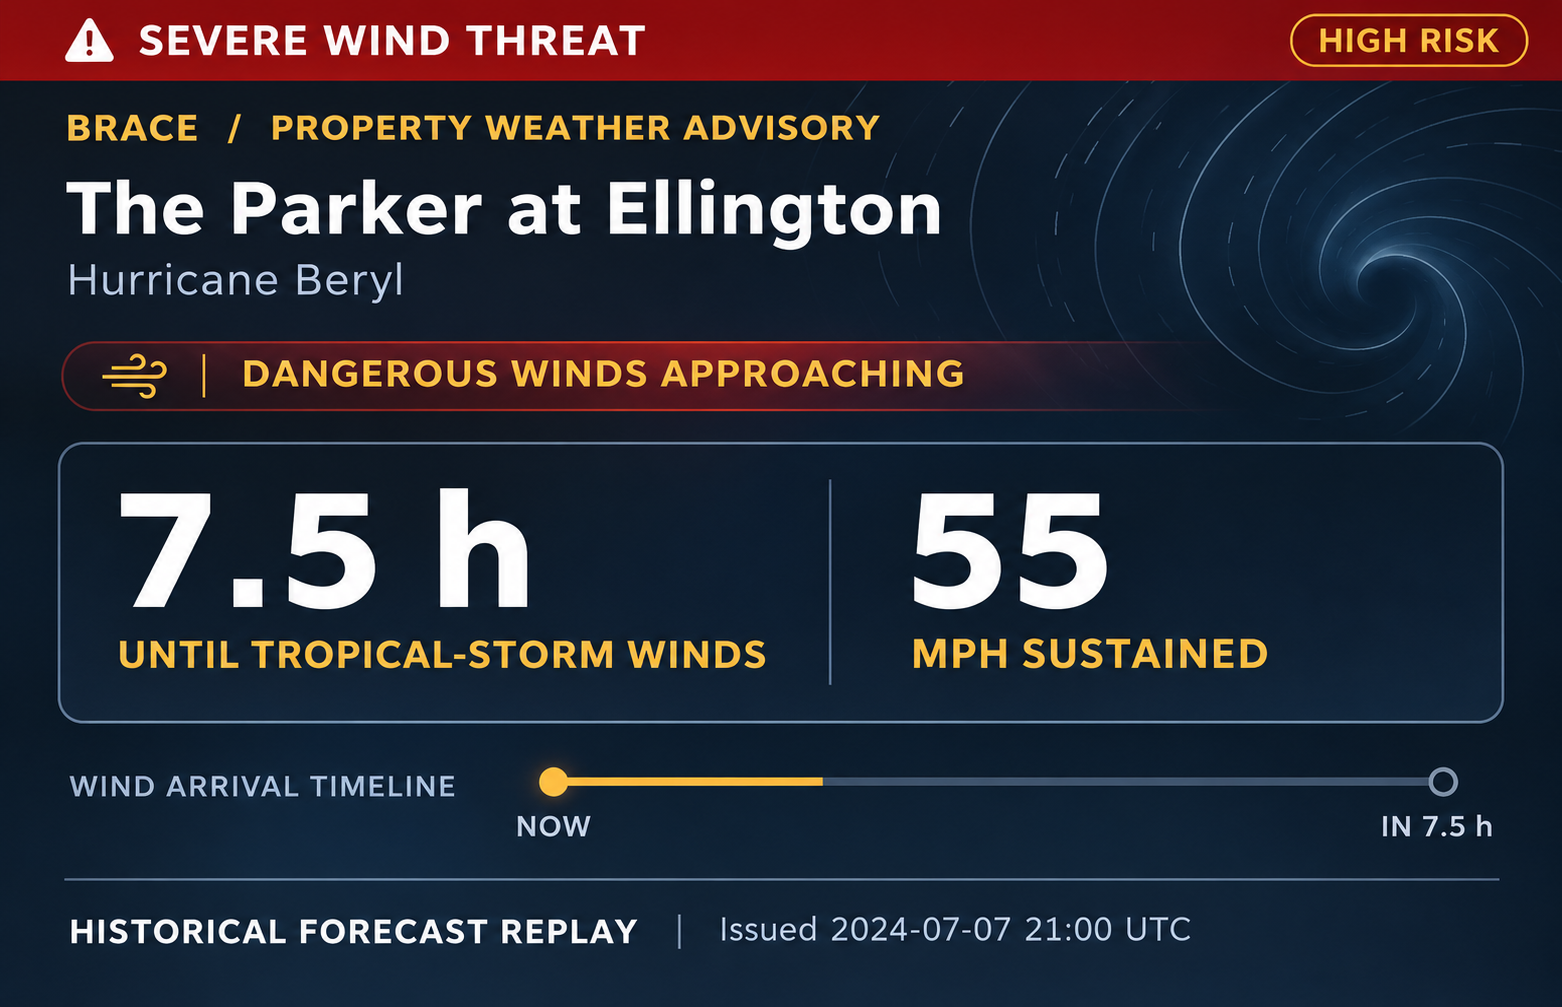 SEVERE WIND THREAT
HIGH RISK
BRACE / PROPERTY WEATHER ADVISORY
The Parker at Ellington
Hurricane Beryl
DANGEROUS WINDS APPROACHING
7.5 h
UNTIL TROPICAL-STORM WINDS
55
MPH SUSTAINED
WIND ARRIVAL TIMELINE
NOW
IN 7.5 h
HISTORICAL FORECAST REPLAY | Issued 2024-07-07 21:00 UTC